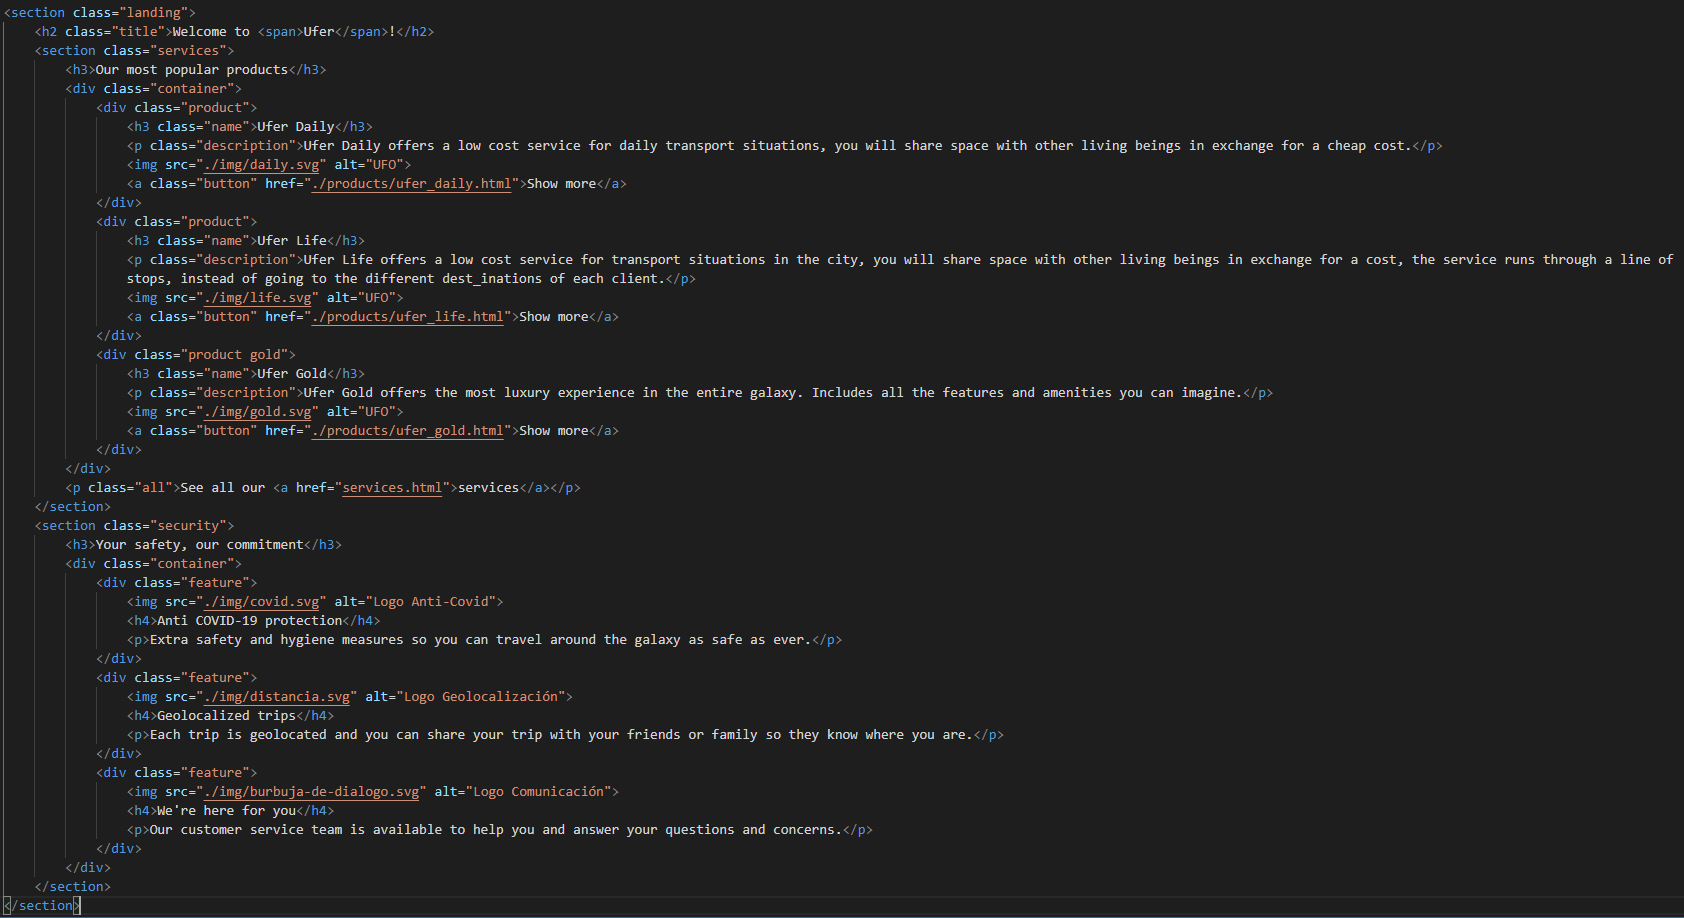 <section class="landing">
    <h2 class="title">Welcome to <span>Ufer</span>!</h2>
    <section class="services">
        <h3>Our most popular products</h3>
        <div class="container">
            <div class="product">
                <h3 class="name">Ufer Daily</h3>
                <p class="description">Ufer Daily offers a low cost service for daily transport situations, you will share space with other living beings in exchange for a cheap cost.</p>
                <img src="./img/daily.svg" alt="UFO">
                <a class="button" href="./products/ufer_daily.html">Show more</a>
            </div>
            <div class="product">
                <h3 class="name">Ufer Life</h3>
                <p class="description">Ufer Life offers a low cost service for transport situations in the city, you will share space with other living beings in exchange for a cost, the service runs through a line of
                stops, instead of going to the different dest_inations of each client.</p>
                <img src="./img/life.svg" alt="UFO">
                <a class="button" href="./products/ufer_life.html">Show more</a>
            </div>
            <div class="product gold">
                <h3 class="name">Ufer Gold</h3>
                <p class="description">Ufer Gold offers the most luxury experience in the entire galaxy. Includes all the features and amenities you can imagine.</p>
                <img src="./img/gold.svg" alt="UFO">
                <a class="button" href="./products/ufer_gold.html">Show more</a>
            </div>
        </div>
        <p class="all">See all our <a href="services.html">services</a></p>
    </section>
    <section class="security">
        <h3>Your safety, our commitment</h3>
        <div class="container">
            <div class="feature">
                <img src="./img/covid.svg" alt="Logo Anti-Covid">
                <h4>Anti COVID-19 protection</h4>
                <p>Extra safety and hygiene measures so you can travel around the galaxy as safe as ever.</p>
            </div>
            <div class="feature">
                <img src="./img/distancia.svg" alt="Logo Geolocalización">
                <h4>Geolocalized trips</h4>
                <p>Each trip is geolocated and you can share your trip with your friends or family so they know where you are.</p>
            </div>
            <div class="feature">
                <img src="./img/burbuja-de-dialogo.svg" alt="Logo Comunicación">
                <h4>We're here for you</h4>
                <p>Our customer service team is available to help you and answer your questions and concerns.</p>
            </div>
        </div>
    </section>
</section>